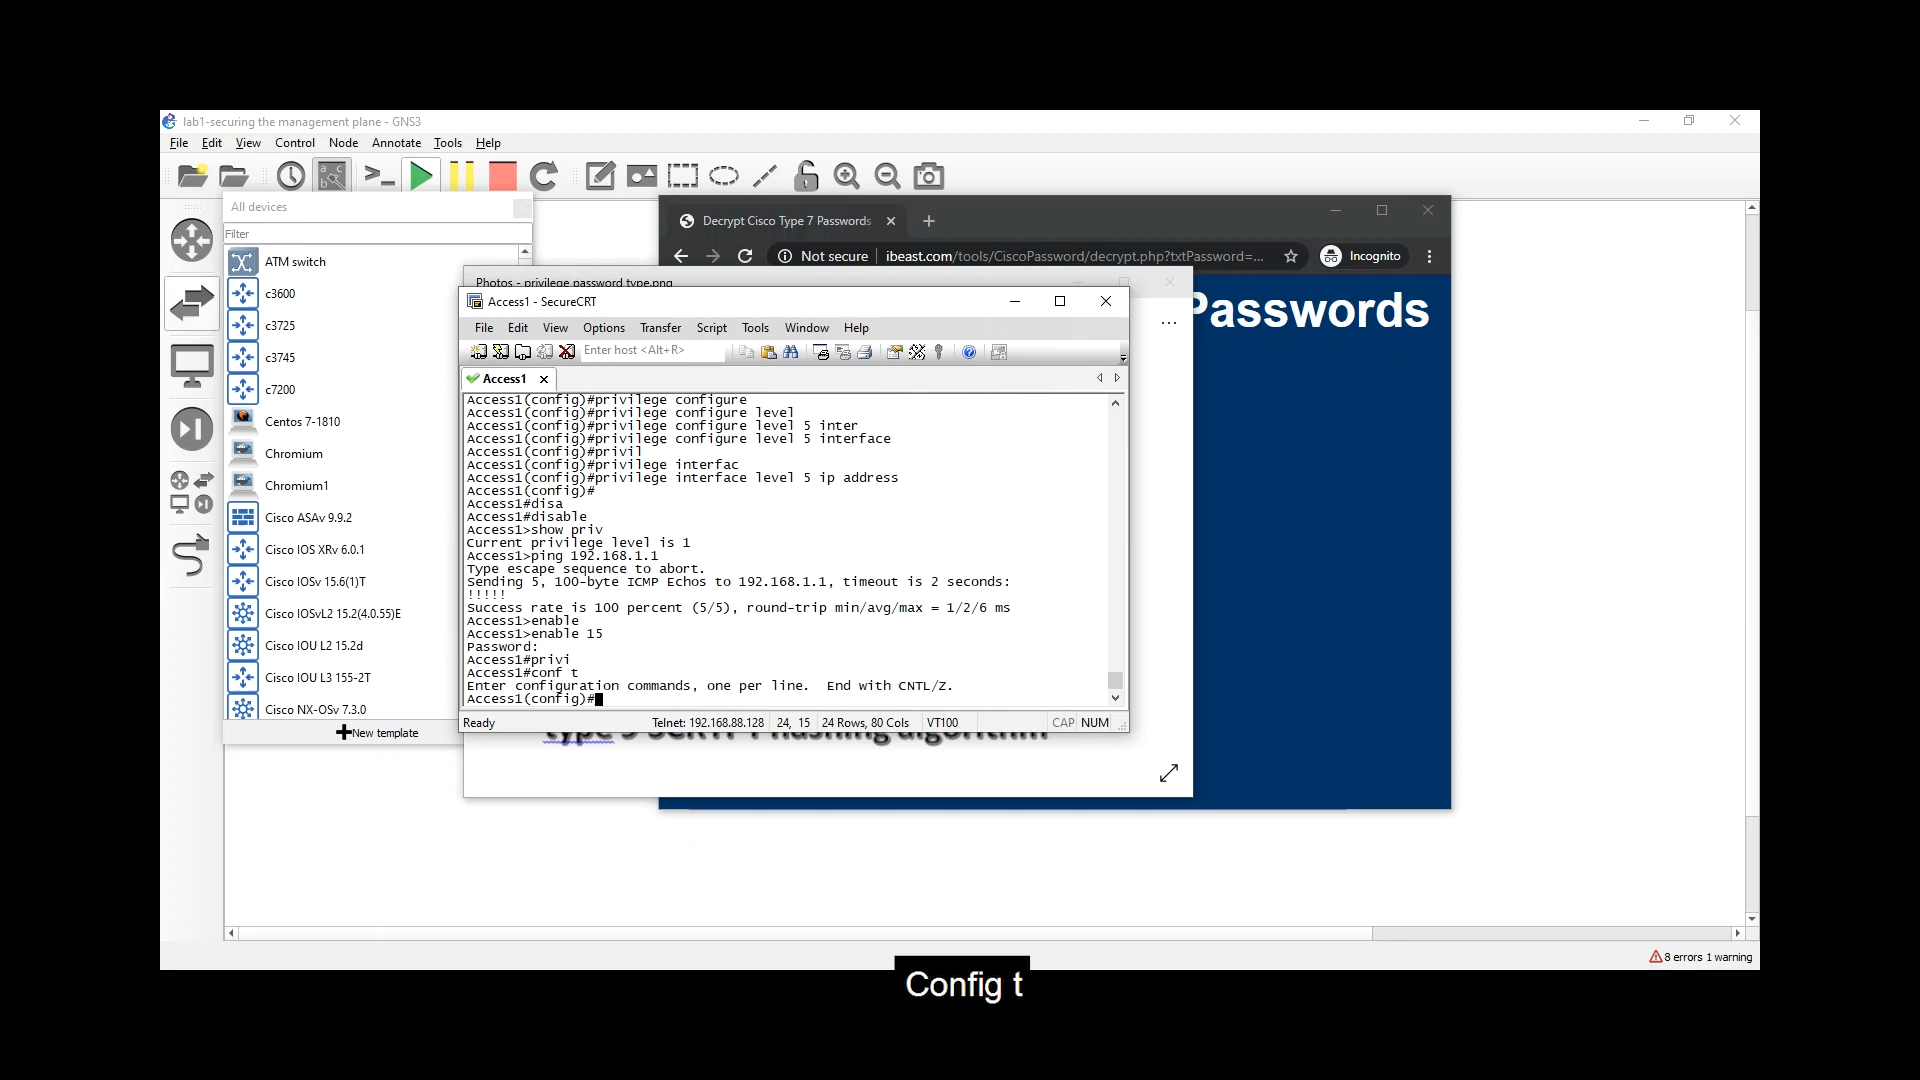 lab1-securing the management plane - GNS3
File Edit View Control Node Annotate Tools Help
All devices
Filter
ATM switch
c3600
c3725
c3745
c7200
Centos 7-1810
Chromium
Chromium1
Cisco ASAv 9.9.2
Cisco IOS XRv 6.0.1
Cisco IOSv 15.6(1)T
Cisco IOSvL2 15.2(4.0.55)E
Cisco IOU L2 15.2d
Cisco IOU L3 155-2T
Cisco NX-OSv 7.3.0
New template
Decrypt Cisco Type 7 Passwords
Not secure ibeast.com/tools/CiscoPassword/decrypt.php?txtPassword=... Incognito
Passwords
Photos - privilege password type.png
Access1 - SecureCRT
File Edit View Options Transfer Script Tools Window Help
Enter host <Alt+R>
Access1
Access1(config)#privilege configure
Access1(config)#privilege configure level
Access1(config)#privilege configure level 5 inter
Access1(config)#privilege configure level 5 interface
Access1(config)#privil
Access1(config)#privilege interfac
Access1(config)#privilege interface level 5 ip address
Access1(config)#
Access1#disa
Access1#disable
Access1>show priv
Current privilege level is 1
Access1>ping 192.168.1.1
Type escape sequence to abort.
Sending 5, 100-byte ICMP Echos to 192.168.1.1, timeout is 2 seconds:
!!!!!
Success rate is 100 percent (5/5), round-trip min/avg/max = 1/2/6 ms
Access1>enable
Access1>enable 15
Password:
Access1#privi
Access1#conf t
Enter configuration commands, one per line.  End with CNTL/Z.
Access1(config)#
Ready Telnet: 192.168.88.128 24, 15 24 Rows, 80 Cols VT100 CAP NUM
hashing algorithm
8 errors 1 warning
Config t